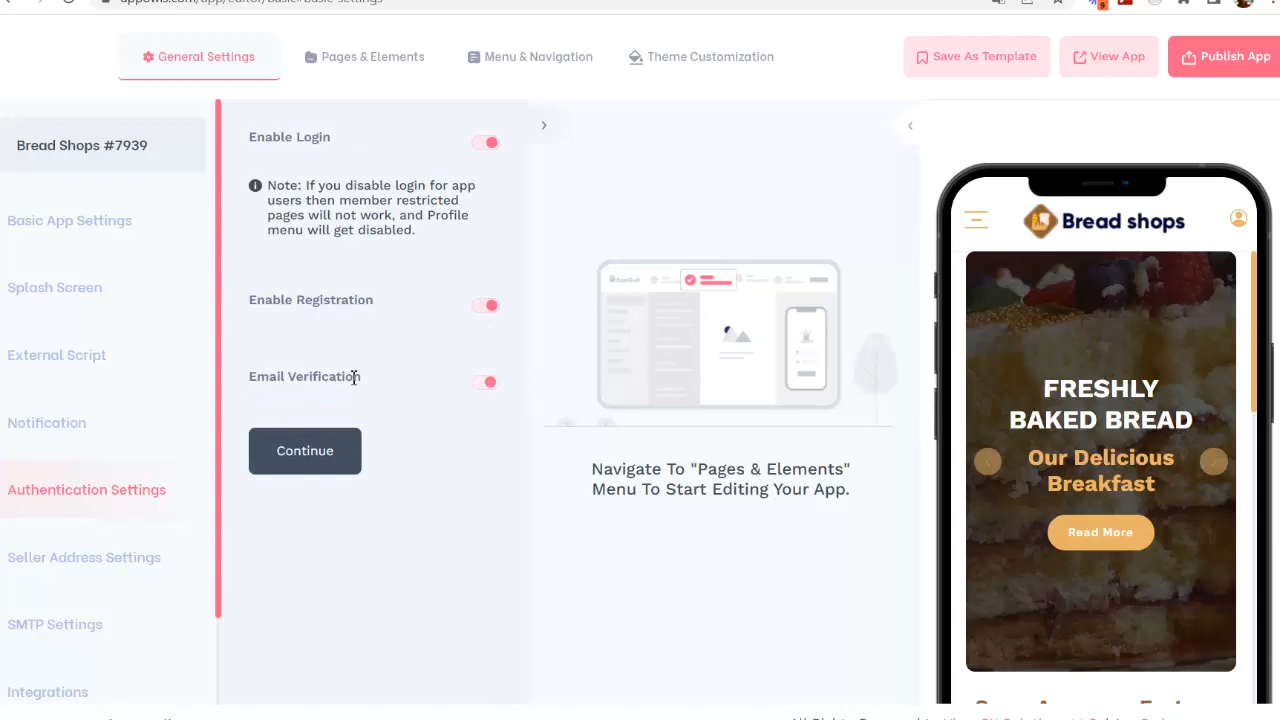 General Settings
Pages & Elements
Menu & Navigation
Theme Customization
Save As Template
View App
Publish App
Bread Shops #7939
Basic App Settings
Splash Screen
External Script
Notification
Authentication Settings
Seller Address Settings
SMTP Settings
Integrations
Enable Login
Note: If you disable login for app
users then member restricted
pages will not work, and Profile
menu will get disabled.
Enable Registration
Email Verification
Continue
Navigate To "Pages & Elements"
Menu To Start Editing Your App.
Bread shops
FRESHLY
BAKED BREAD
Our Delicious
Breakfast
Read More
9